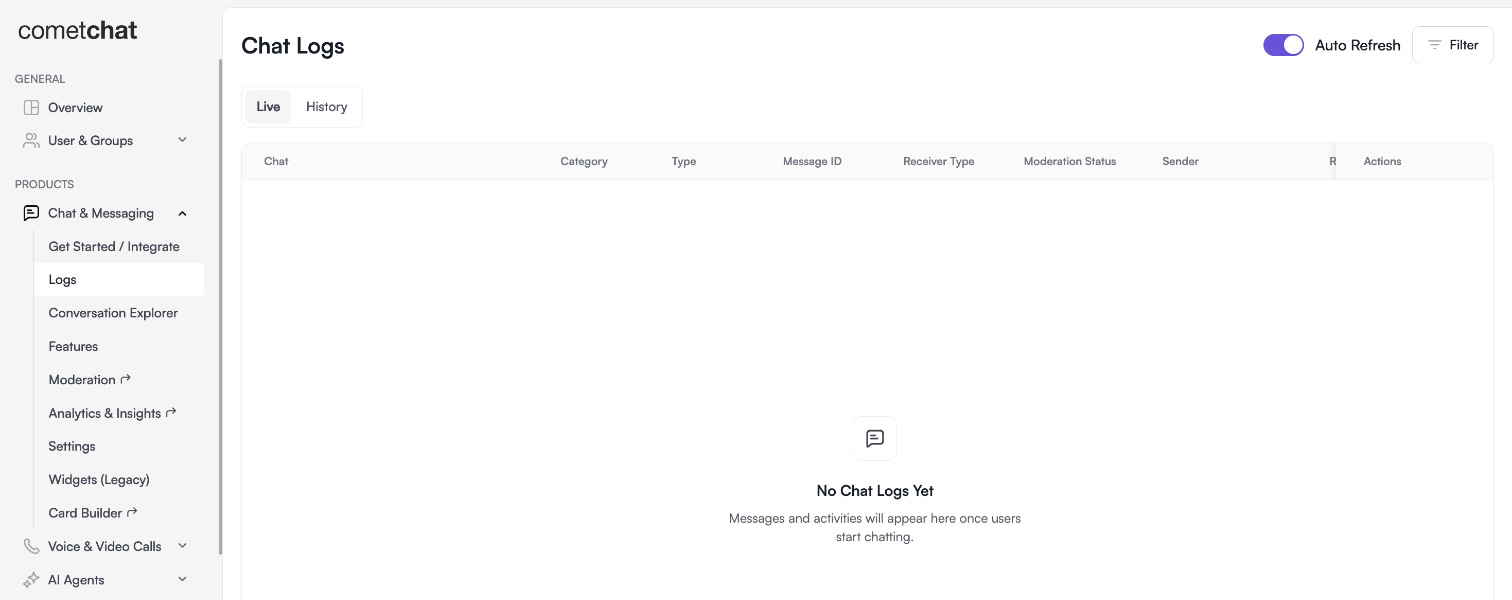 cometchat
GENERAL
Overview
User & Groups
PRODUCTS
Chat & Messaging
Get Started / Integrate
Logs
Conversation Explorer
Features
Moderation
Analytics & Insights
Settings
Widgets (Legacy)
Card Builder
Voice & Video Calls
AI Agents
Chat Logs
Auto Refresh
Filter
Live History
Chat Category Type Message ID Receiver Type Moderation Status Sender R Actions
No Chat Logs Yet
Messages and activities will appear here once users
start chatting.